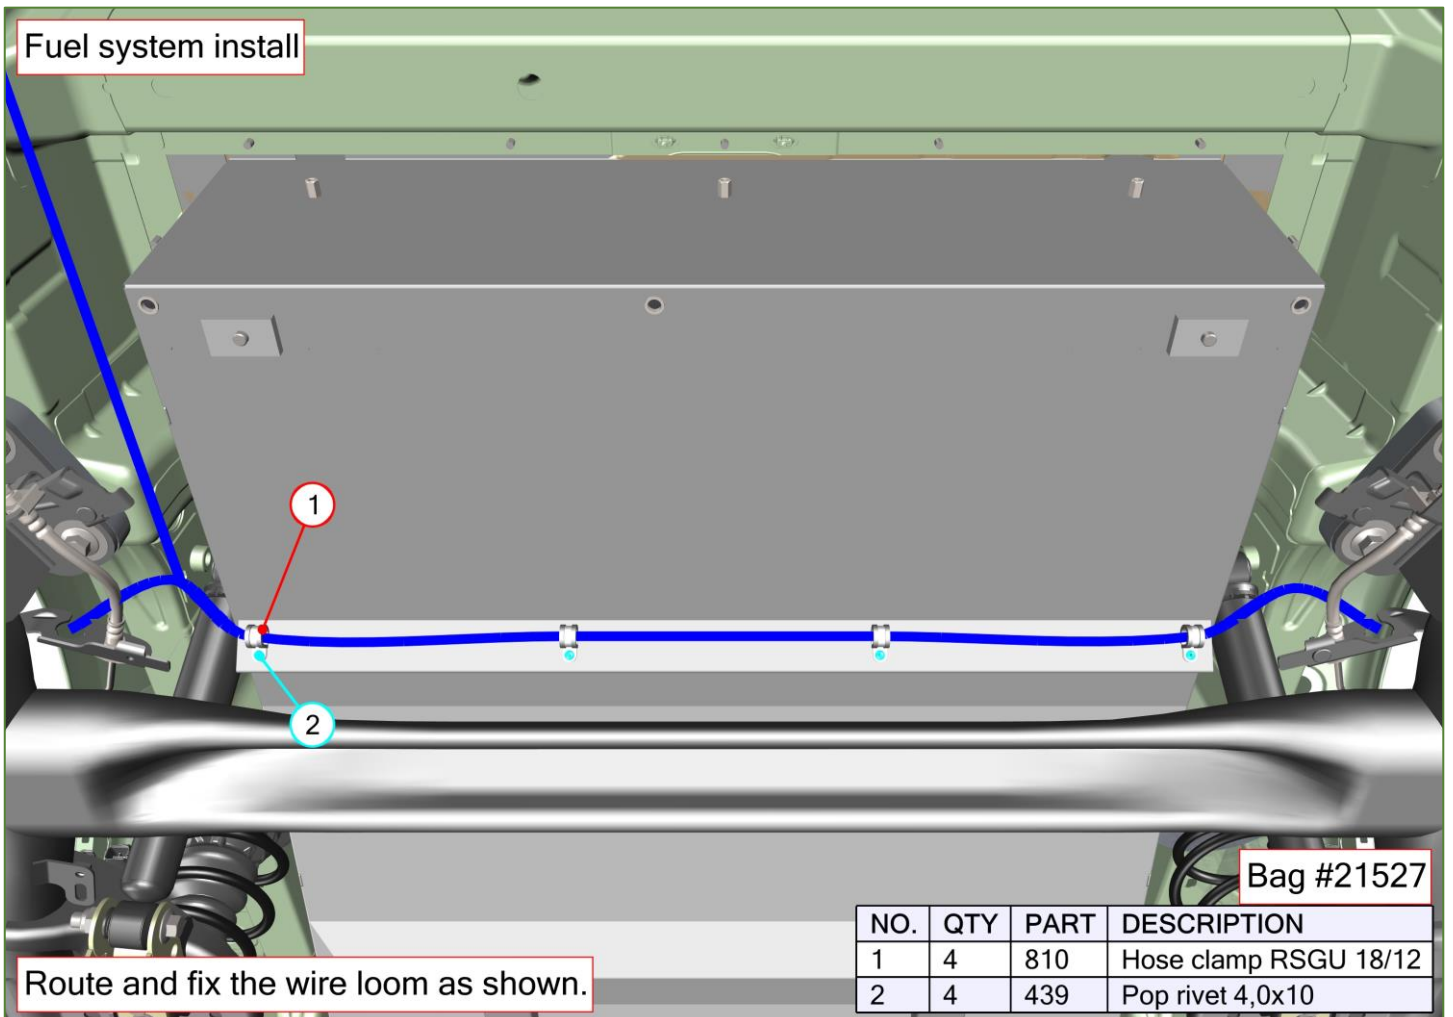 Fuel system install
1
2
Bag #21527
NO. QTY PART DESCRIPTION
1 4 810 Hose clamp RSGU 18/12
2 4 439 Pop rivet 4,0x10
Route and fix the wire loom as shown.